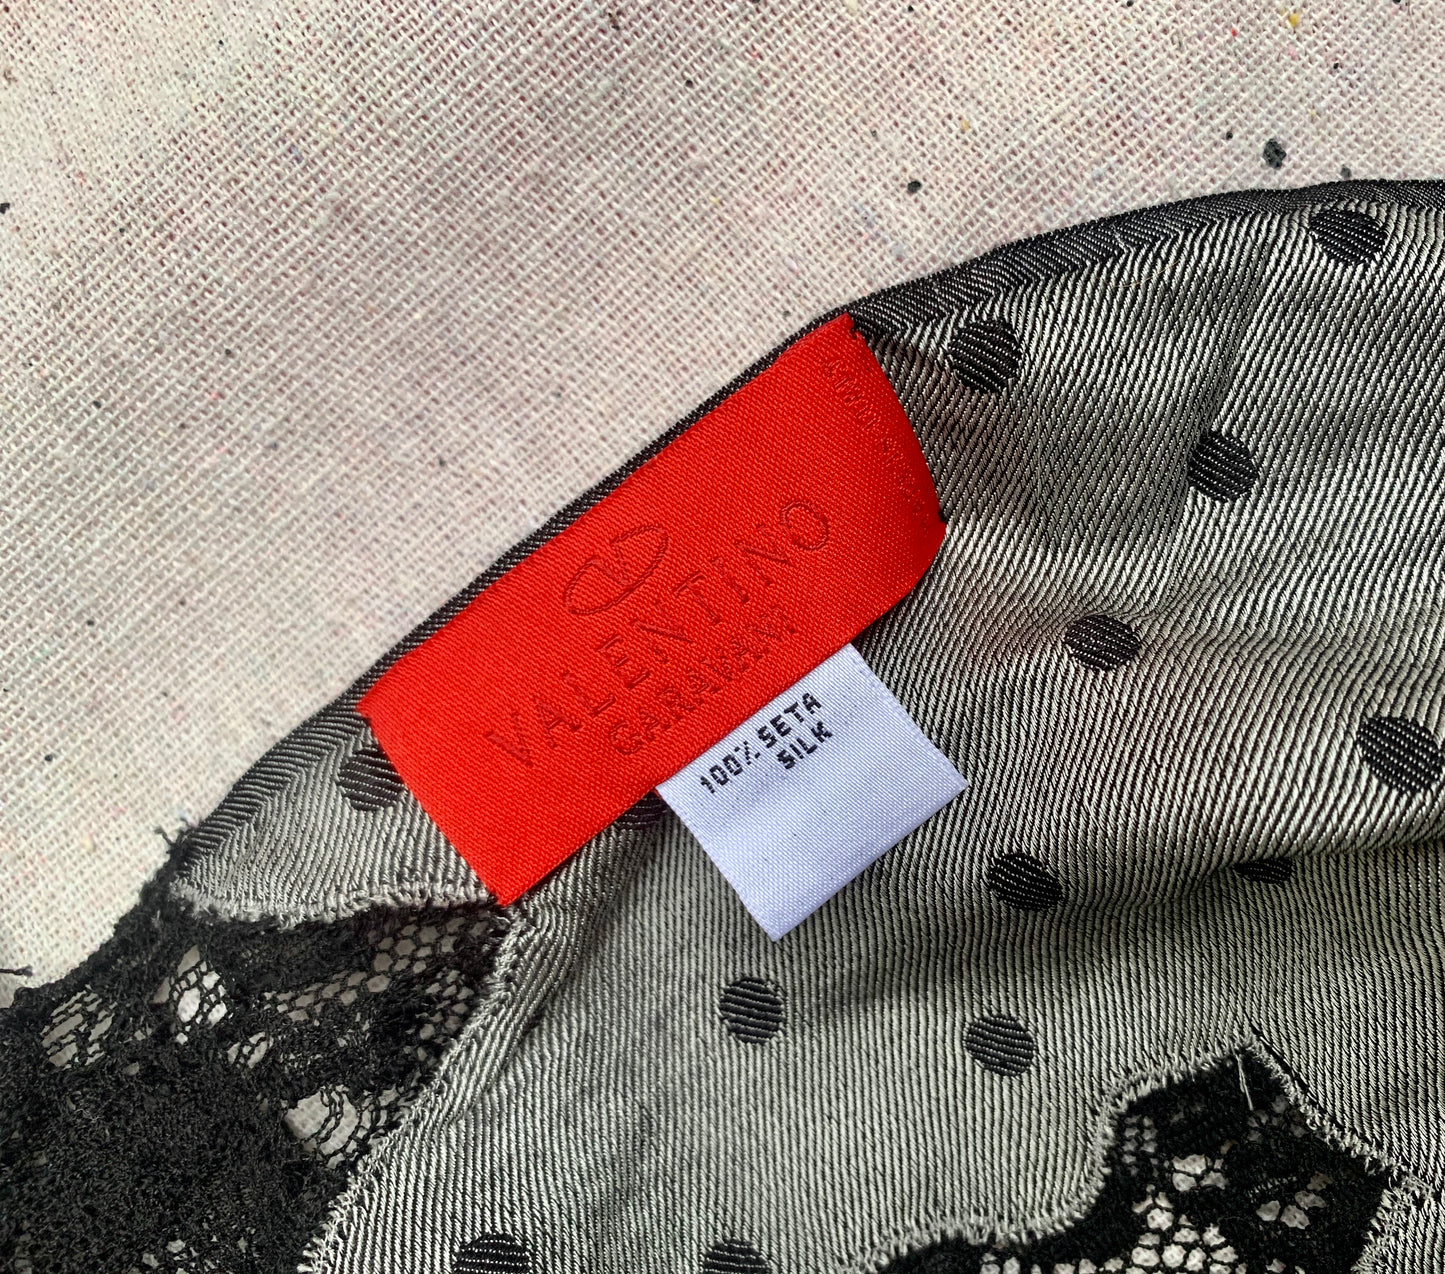 VALENTINO
GARAVANI
100% SETA
SILK